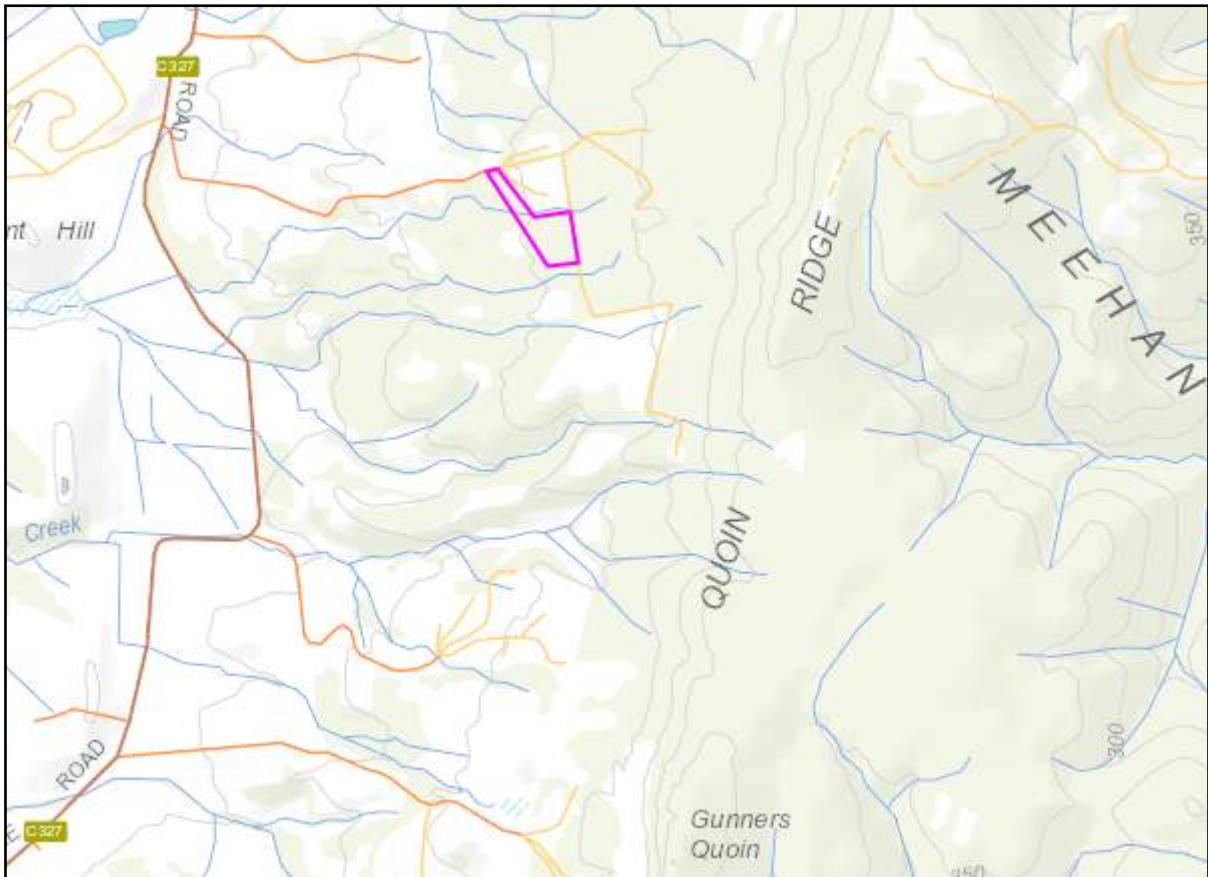 C327
ROAD
MEEHAN
nt Hill
RIDGE
350
Creek
QUOIN
300
ROAD
Gunners
Quoin
E
C327
350